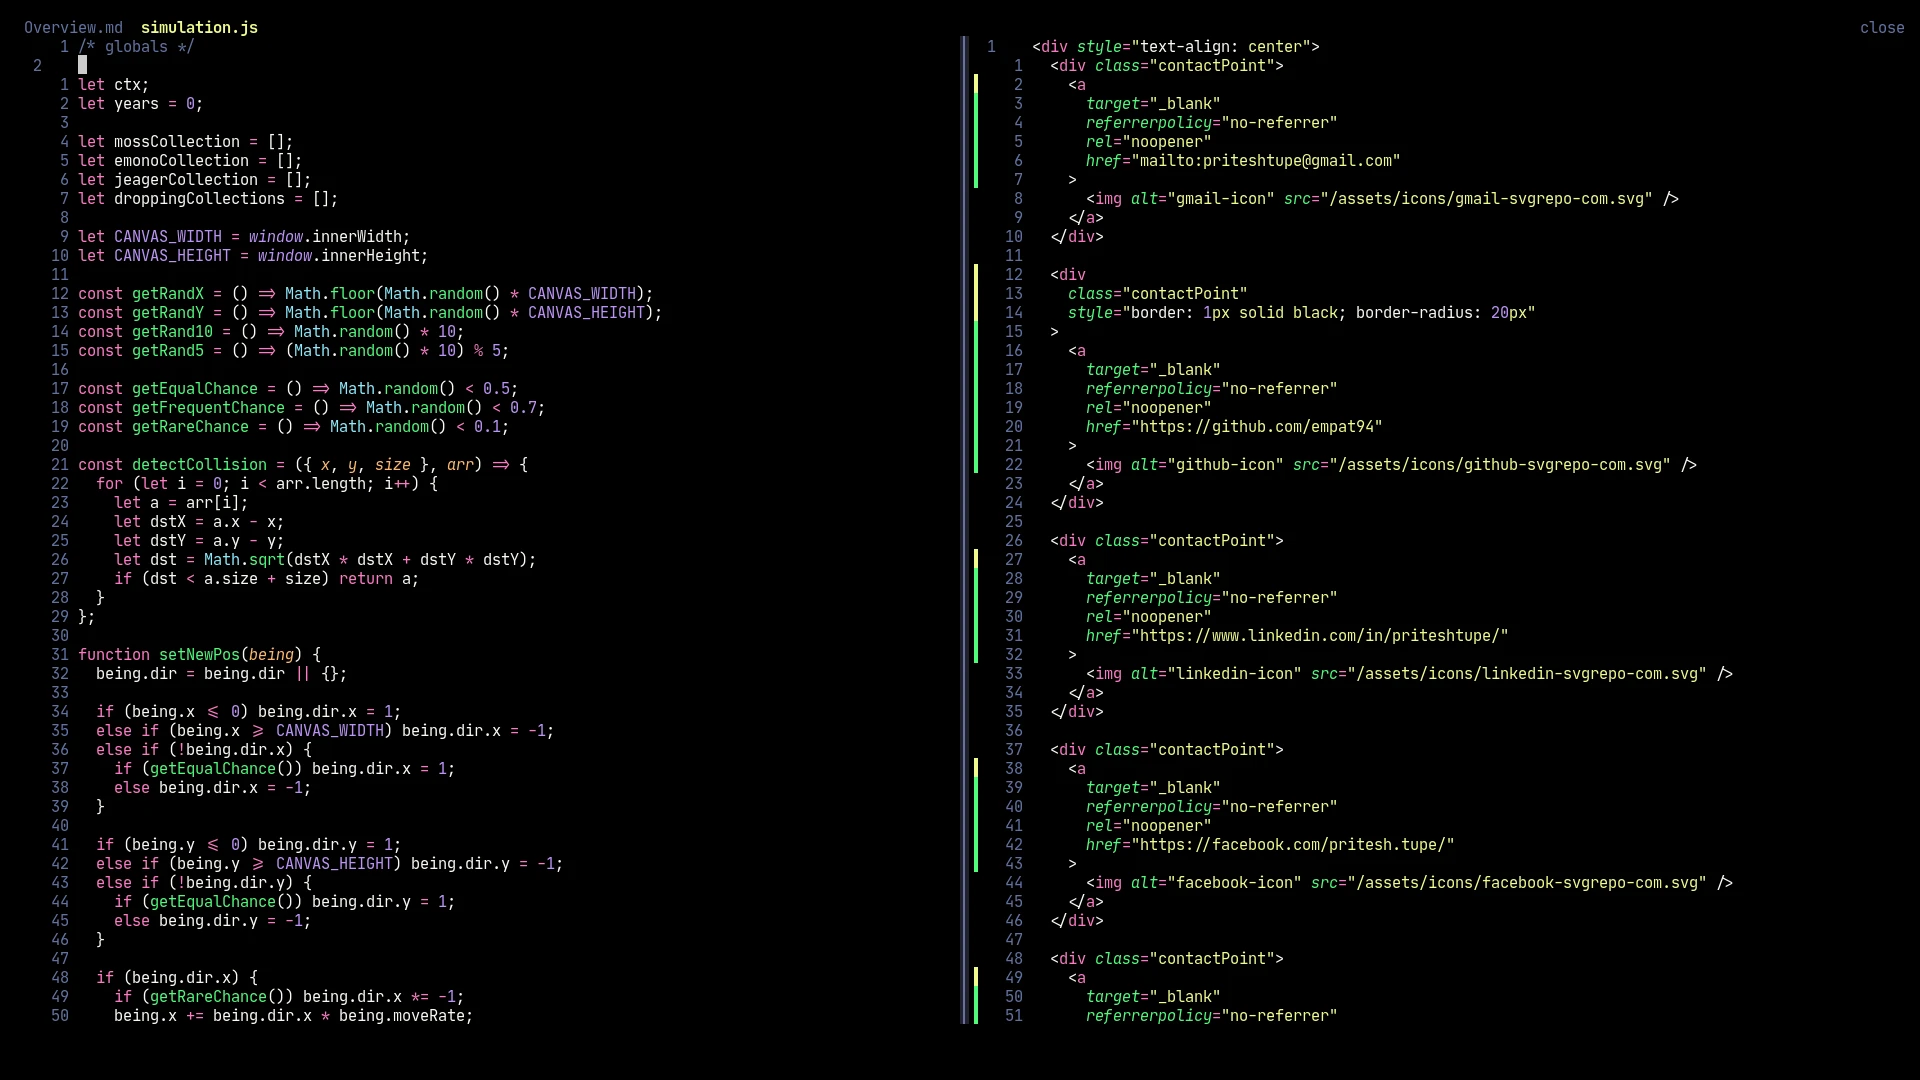 Overview.md simulation.js close
1 /* globals */
2
1 let ctx;
2 let years = 0;
3
4 let mossCollection = [];
5 let emonoCollection = [];
6 let jeagerCollection = [];
7 let droppingCollections = [];
8
9 let CANVAS_WIDTH = window.innerWidth;
10 let CANVAS_HEIGHT = window.innerHeight;
11
12 const getRandX = () => Math.floor(Math.random() * CANVAS_WIDTH);
13 const getRandY = () => Math.floor(Math.random() * CANVAS_HEIGHT);
14 const getRand10 = () => Math.random() * 10;
15 const getRand5 = () => (Math.random() * 10) % 5;
16
17 const getEqualChance = () => Math.random() < 0.5;
18 const getFrequentChance = () => Math.random() < 0.7;
19 const getRareChance = () => Math.random() < 0.1;
20
21 const detectCollision = ({ x, y, size }, arr) => {
22   for (let i = 0; i < arr.length; i++) {
23     let a = arr[i];
24     let dstX = a.x - x;
25     let dstY = a.y - y;
26     let dst = Math.sqrt(dstX * dstX + dstY * dstY);
27     if (dst < a.size + size) return a;
28   }
29 };
30
31 function setNewPos(being) {
32   being.dir = being.dir || {};
33
34   if (being.x <= 0) being.dir.x = 1;
35   else if (being.x >= CANVAS_WIDTH) being.dir.x = -1;
36   else if (!being.dir.x) {
37     if (getEqualChance()) being.dir.x = 1;
38     else being.dir.x = -1;
39   }
40
41   if (being.y <= 0) being.dir.y = 1;
42   else if (being.y >= CANVAS_HEIGHT) being.dir.y = -1;
43   else if (!being.dir.y) {
44     if (getEqualChance()) being.dir.y = 1;
45     else being.dir.y = -1;
46   }
47
48   if (being.dir.x) {
49     if (getRareChance()) being.dir.x *= -1;
50     being.x += being.dir.x * being.moveRate;
1 <div style="text-align: center">
1   <div class="contactPoint">
2     <a
3       target="_blank"
4       referrerpolicy="no-referrer"
5       rel="noopener"
6       href="mailto:priteshtupe@gmail.com"
7     >
8       <img alt="gmail-icon" src="/assets/icons/gmail-svgrepo-com.svg" />
9     </a>
10   </div>
11
12   <div
13     class="contactPoint"
14     style="border: 1px solid black; border-radius: 20px"
15   >
16     <a
17       target="_blank"
18       referrerpolicy="no-referrer"
19       rel="noopener"
20       href="https://github.com/empat94"
21     >
22       <img alt="github-icon" src="/assets/icons/github-svgrepo-com.svg" />
23     </a>
24   </div>
25
26   <div class="contactPoint">
27     <a
28       target="_blank"
29       referrerpolicy="no-referrer"
30       rel="noopener"
31       href="https://www.linkedin.com/in/priteshtupe/"
32     >
33       <img alt="linkedin-icon" src="/assets/icons/linkedin-svgrepo-com.svg" />
34     </a>
35   </div>
36
37   <div class="contactPoint">
38     <a
39       target="_blank"
40       referrerpolicy="no-referrer"
41       rel="noopener"
42       href="https://facebook.com/pritesh.tupe/"
43     >
44       <img alt="facebook-icon" src="/assets/icons/facebook-svgrepo-com.svg" />
45     </a>
46   </div>
47
48   <div class="contactPoint">
49     <a
50       target="_blank"
51       referrerpolicy="no-referrer"